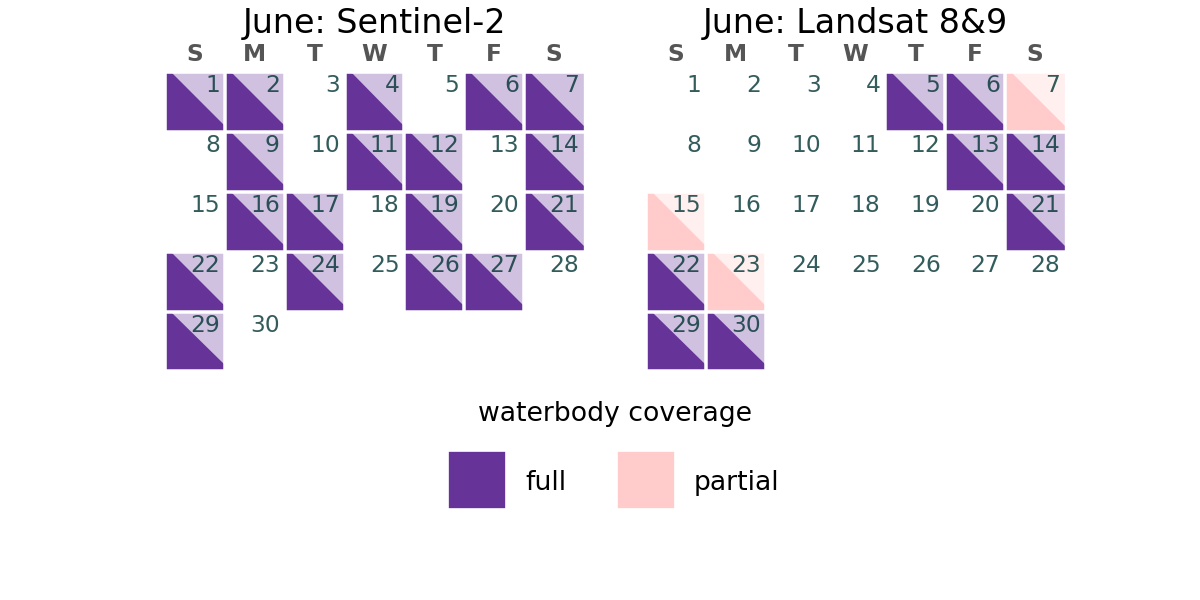 June: Sentinel-2
S M T W T F S
1 2 3 4 5 6 7
8 9 10 11 12 13 14
15 16 17 18 19 20 21
22 23 24 25 26 27 28
29 30
June: Landsat 8&9
S M T W T F S
1 2 3 4 5 6 7
8 9 10 11 12 13 14
15 16 17 18 19 20 21
22 23 24 25 26 27 28
29 30
waterbody coverage
full partial